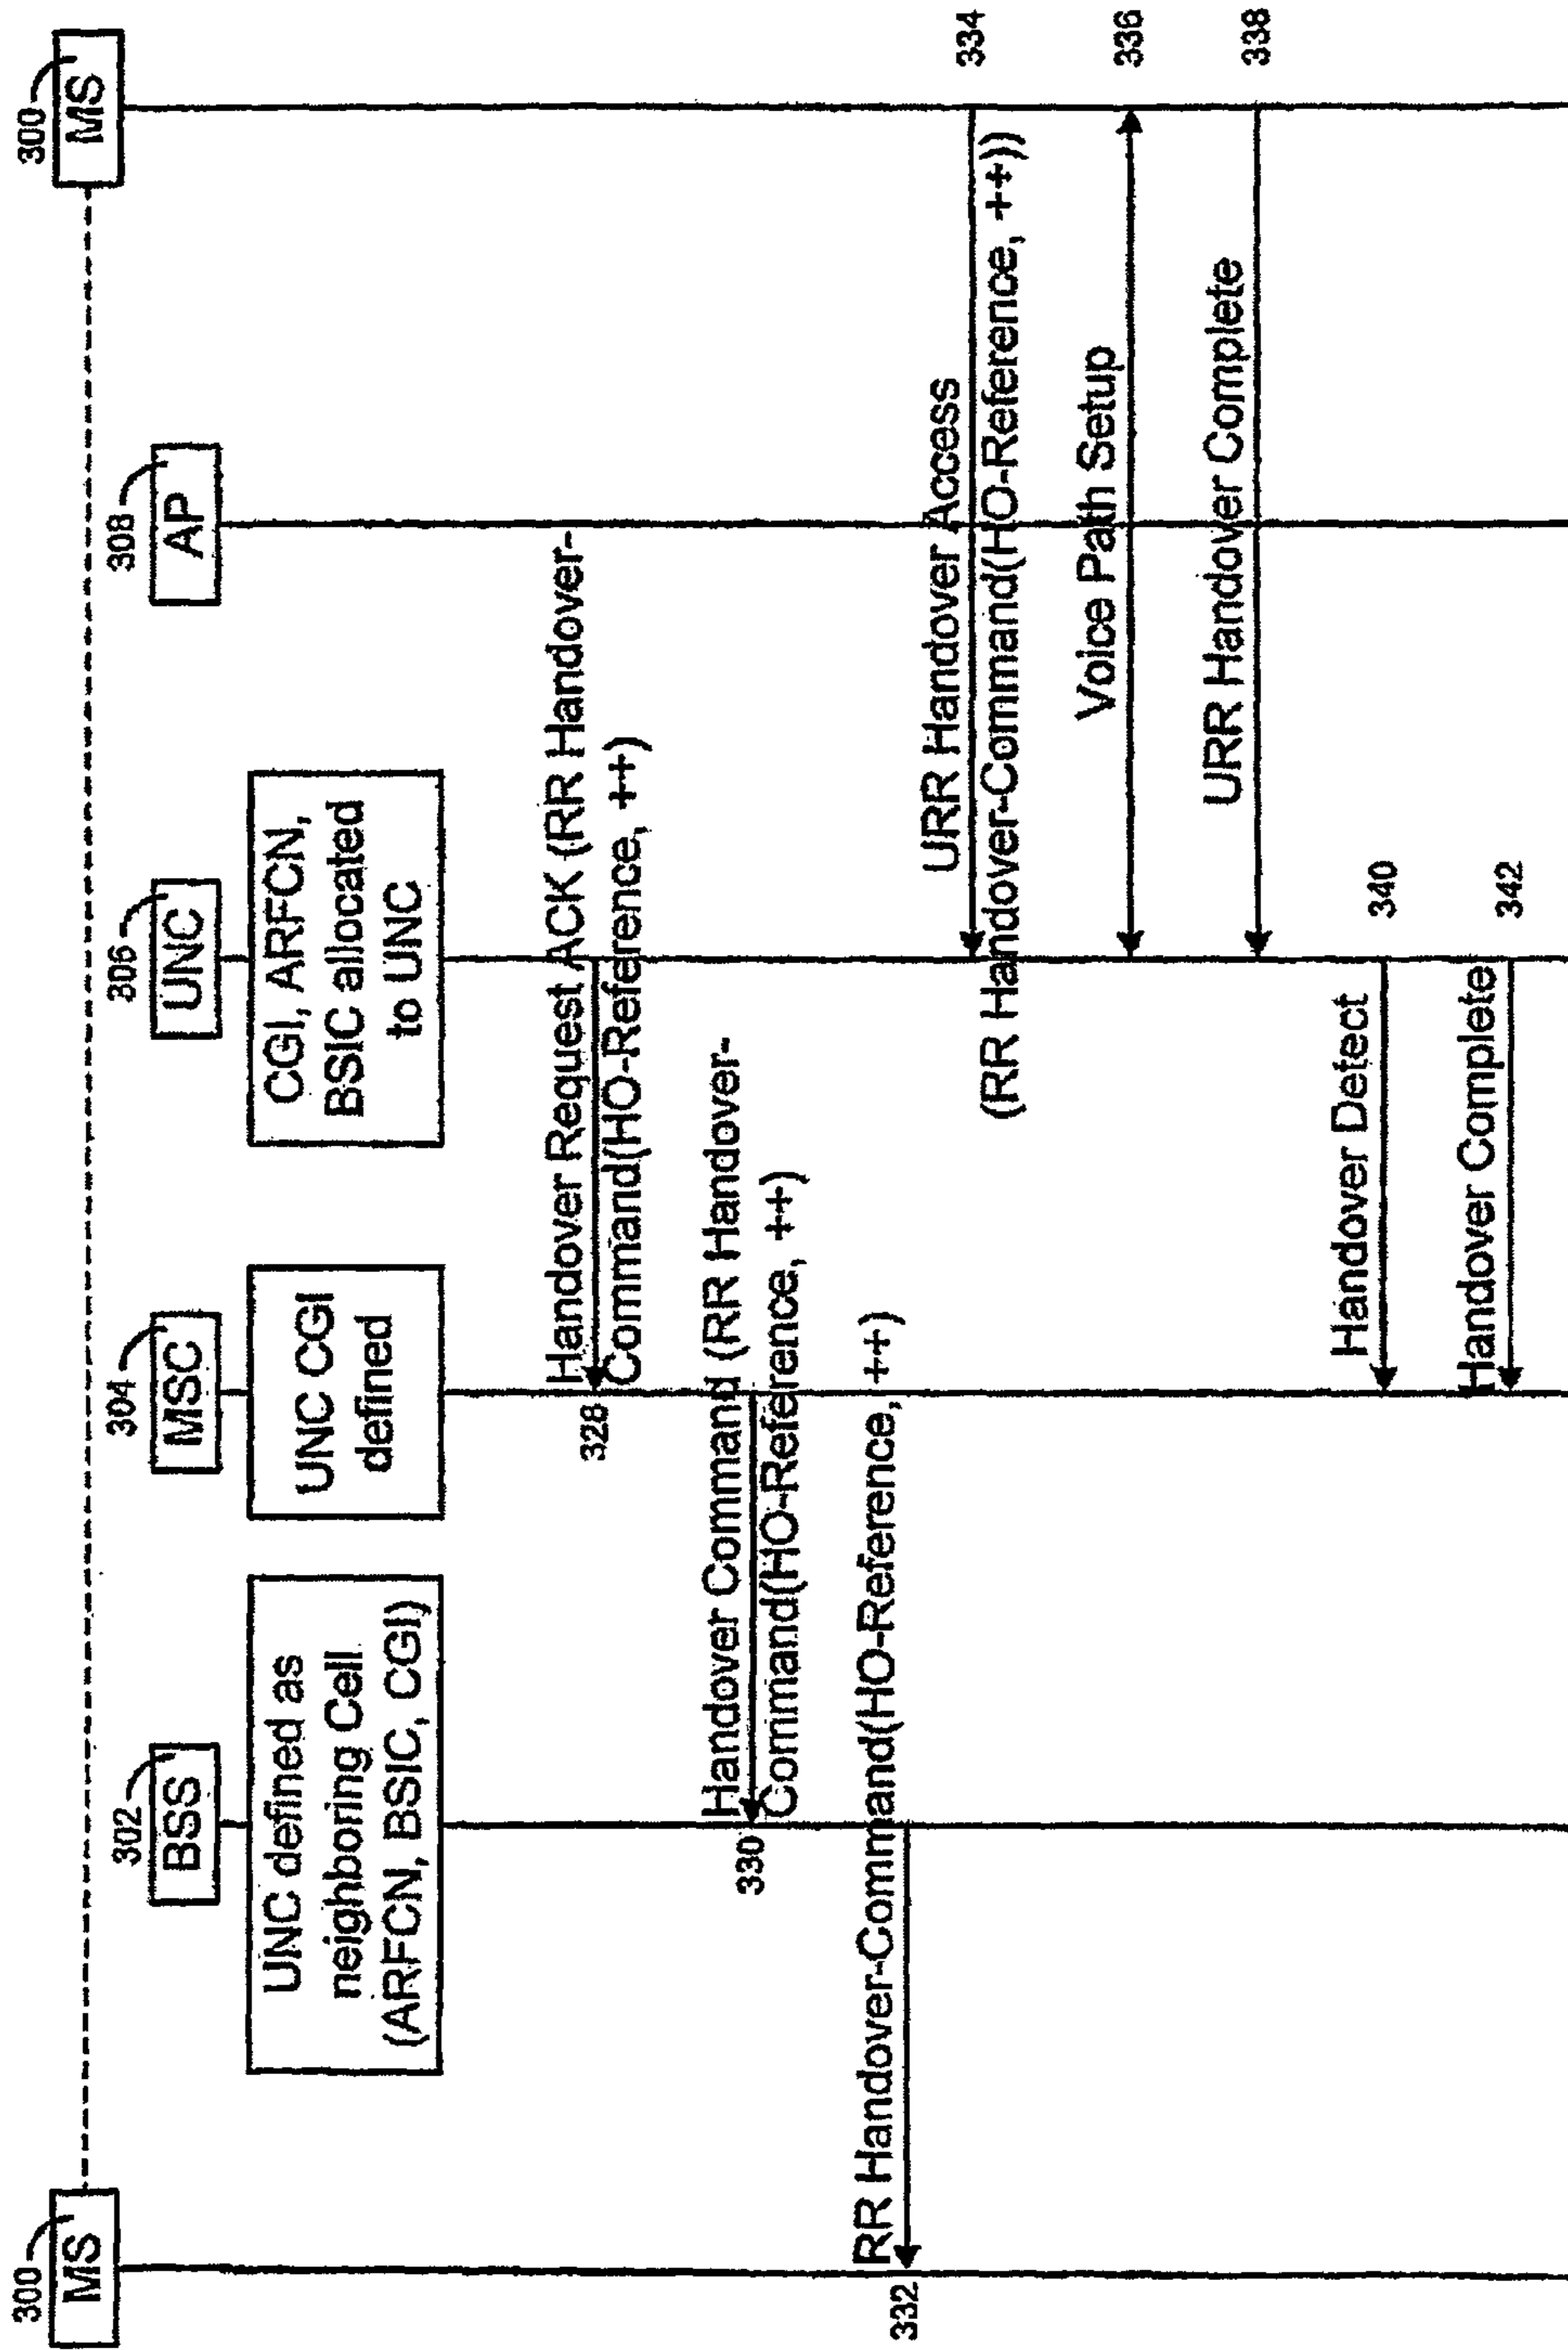 300
MS
302
BSS
304
MSC
306
UNC
308
AP
300
MS
UNC defined as
neighboring Cell
(ARFCN, BSIC, CGI)
UNC CGI
defined
CGI, ARFCN,
BSIC allocated
to UNC
Handover Request ACK (RR Handover-
Command(HO-Reference, ++)
328
Handover Command (RR Handover-
Command(HO-Reference, ++)
330
RR Handover-Command(HO-Reference, ++)
332
URR Handover Access
(RR Handover-Command(HO-Reference, ++))
334
Voice Path Setup
336
URR Handover Complete
338
Handover Detect
340
Handover Complete
342